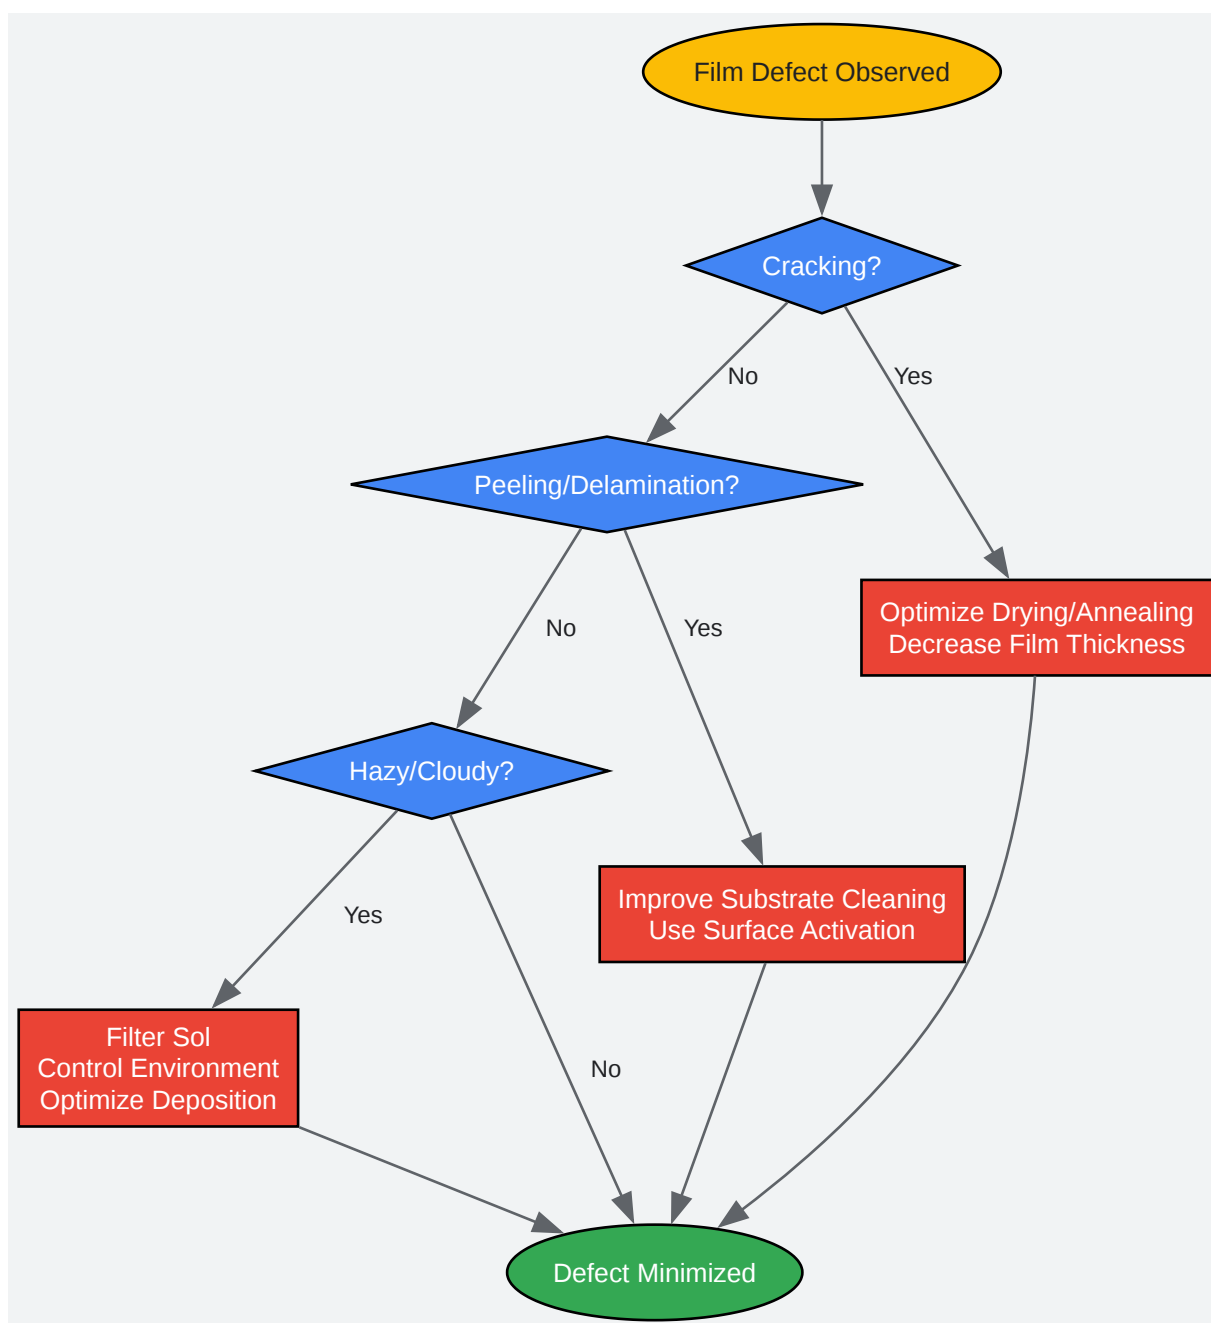 Film Defect Observed
Cracking?
No
Yes
Peeling/Delamination?
Optimize Drying/Annealing
Decrease Film Thickness
No
Yes
Hazy/Cloudy?
Improve Substrate Cleaning
Use Surface Activation
Yes
Filter Sol
Control Environment
Optimize Deposition
No
Defect Minimized